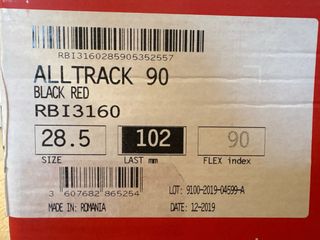 RBI3160285905352557
ALLTRACK 90
BLACK RED
RBI3160
28.5 102 90
SIZE LAST mm FLEX index
3 607682 865254
LOT: 9100-2019-04599-A
MADE IN: ROMANIA DATE: 12-2019